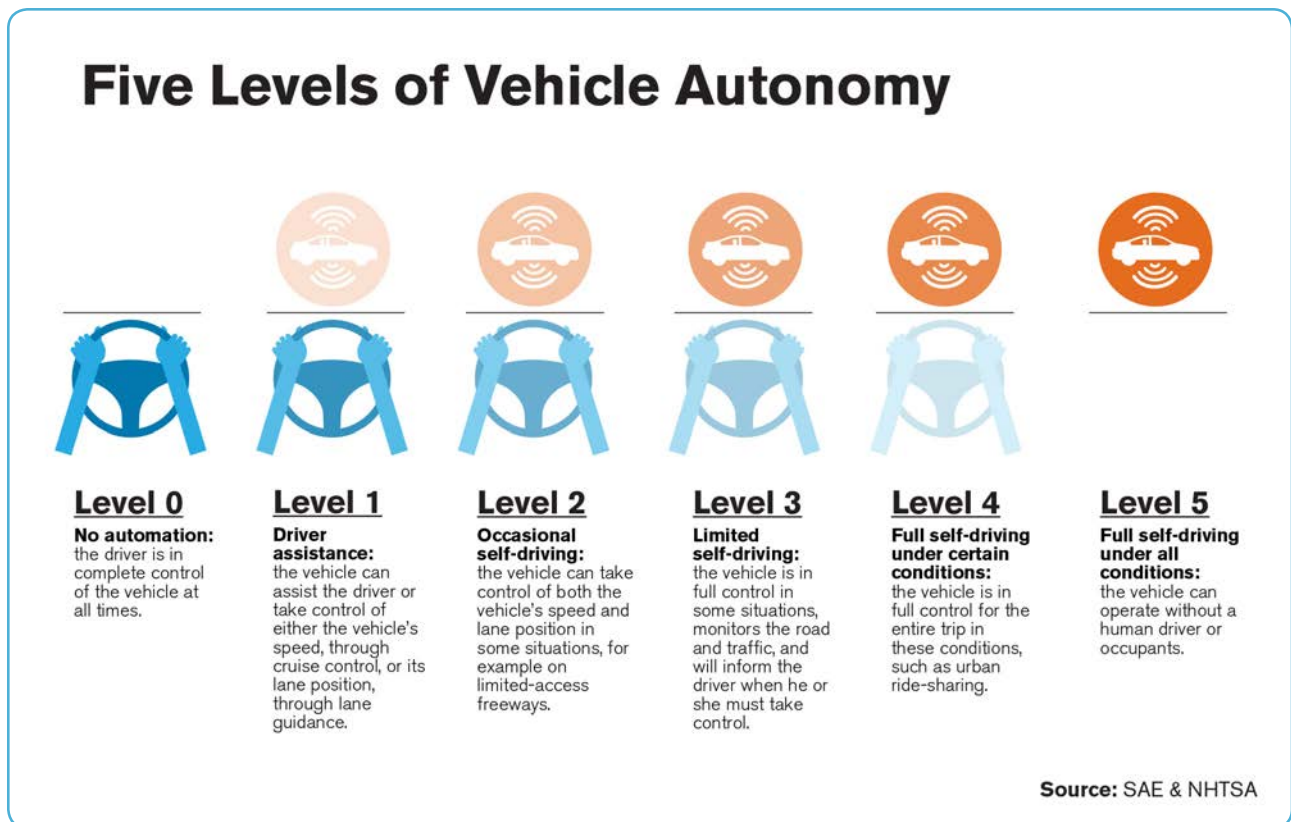 Five Levels of Vehicle Autonomy
Level 0
No automation:
the driver is in
complete control
of the vehicle at
all times.
Level 1
Driver
assistance:
the vehicle can
assist the driver or
take control of
either the vehicle's
speed, through
cruise control, or its
lane position,
through lane
guidance.
Level 2
Occasional
self-driving:
the vehicle can take
control of both the
vehicle's speed and
lane position in
some situations, for
example on
limited-access
freeways.
Level 3
Limited
self-driving:
the vehicle is in
full control in
some situations,
monitors the road
and traffic, and
will inform the
driver when he or
she must take
control.
Level 4
Full self-driving
under certain
conditions:
the vehicle is in
full control for the
entire trip in
these conditions,
such as urban
ride-sharing.
Level 5
Full self-driving
under all
conditions:
the vehicle can
operate without a
human driver or
occupants.
Source: SAE & NHTSA